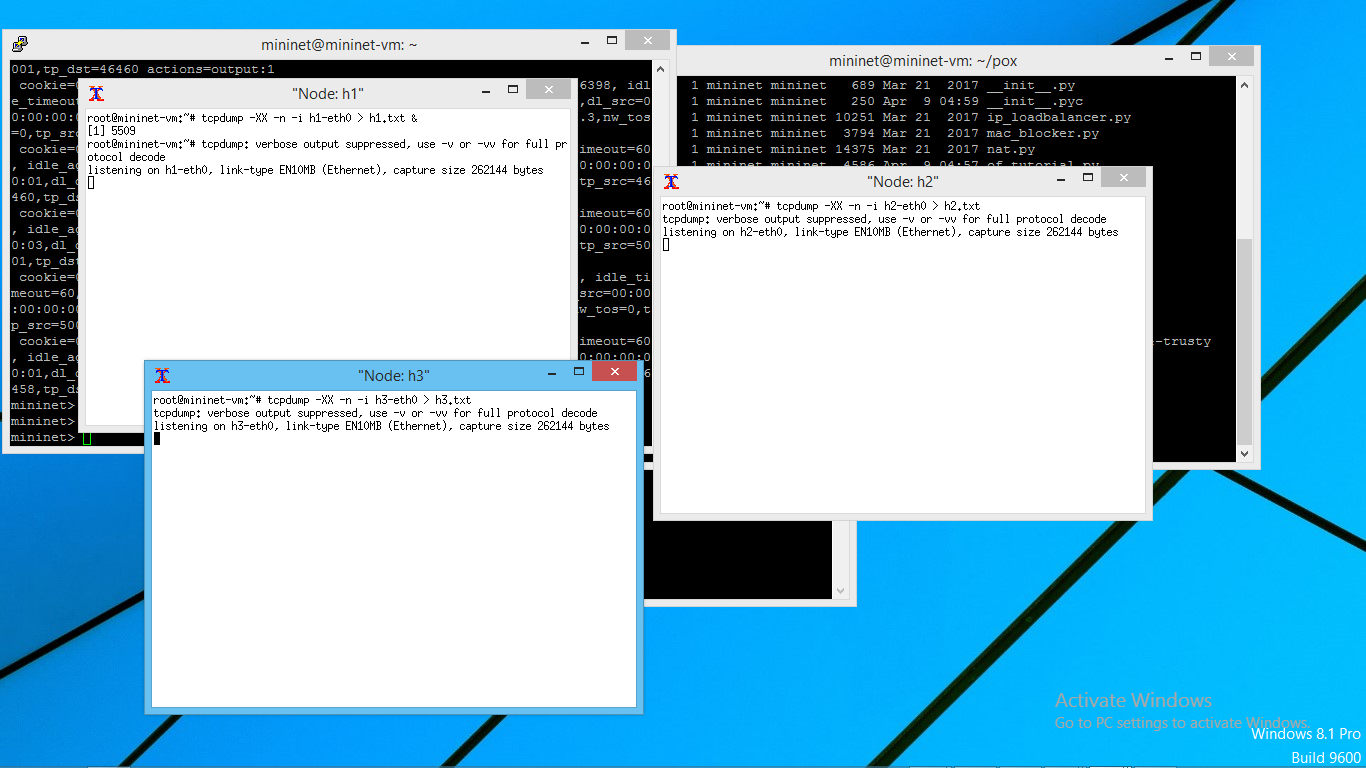 mininet@mininet-vm: ~
001,tp_dst=46460 actions=output:1
cookie=0
6398, idl
e_timeout
,dl_src=0
0:00:00:0
.3,nw_tos
=0,tp_src
cookie=0
imeout=60
, idle_ag
0:00:00:0
0:01,dl_d
tp_src=46
460,tp_ds
cookie=0
imeout=60
, idle_ag
0:00:00:0
0:03,dl_d
tp_src=50
01,tp_dst
cookie=0
, idle_ti
meout=60,
src=00:00
:00:00:00
w_tos=0,t
p_src=500
cookie=0
imeout=60
, idle_ag
0:00:00:0
0:01,dl_d
458,tp_ds
mininet>
mininet>
mininet>
"Node: h1"
root@mininet-vm:~# tcpdump -XX -n -i h1-eth0 > h1.txt &
[1] 5509
root@mininet-vm:~# tcpdump: verbose output suppressed, use -v or -vv for full pr
otocol decode
listening on h1-eth0, link-type EN10MB (Ethernet), capture size 262144 bytes
mininet@mininet-vm: ~/pox
1 mininet mininet 689 Mar 21 2017 __init__.py
1 mininet mininet 250 Apr 9 04:59 __init__.pyc
1 mininet mininet 10251 Mar 21 2017 ip_loadbalancer.py
1 mininet mininet 3794 Mar 21 2017 mac_blocker.py
1 mininet mininet 14375 Mar 21 2017 nat.py
1 mininet mininet 4586 Apr 9 04:57 of_tutorial.py
-trusty
"Node: h2"
root@mininet-vm:~# tcpdump -XX -n -i h2-eth0 > h2.txt
tcpdump: verbose output suppressed, use -v or -vv for full protocol decode
listening on h2-eth0, link-type EN10MB (Ethernet), capture size 262144 bytes
"Node: h3"
root@mininet-vm:~# tcpdump -XX -n -i h3-eth0 > h3.txt
tcpdump: verbose output suppressed, use -v or -vv for full protocol decode
listening on h3-eth0, link-type EN10MB (Ethernet), capture size 262144 bytes
Activate Windows
Go to PC settings to activate Windows.
Windows 8.1 Pro
Build 9600